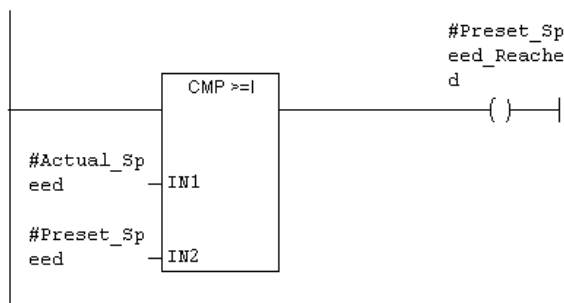 #Preset_Sp
eed_Reache
d
CMP >=I
#Actual_Sp
eed
IN1
#Preset_Sp
eed
IN2